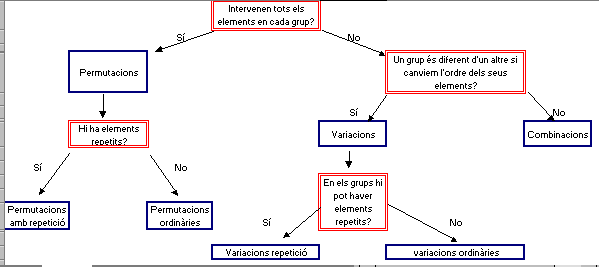 Intervenen tots els
elements en cada grup?
Sí
No
Permutacions
Un grup és diferent d'un altre si
canviem l'ordre dels seus
elements?
Sí
No
Hi ha elements
repetits?
Variacions
Combinacions
Sí
No
En els grups hi
pot haver
elements
repetits?
Permutacions
amb repetició
Permutacions
ordinàries
Sí
No
Variacions repetició
variacions ordinàries